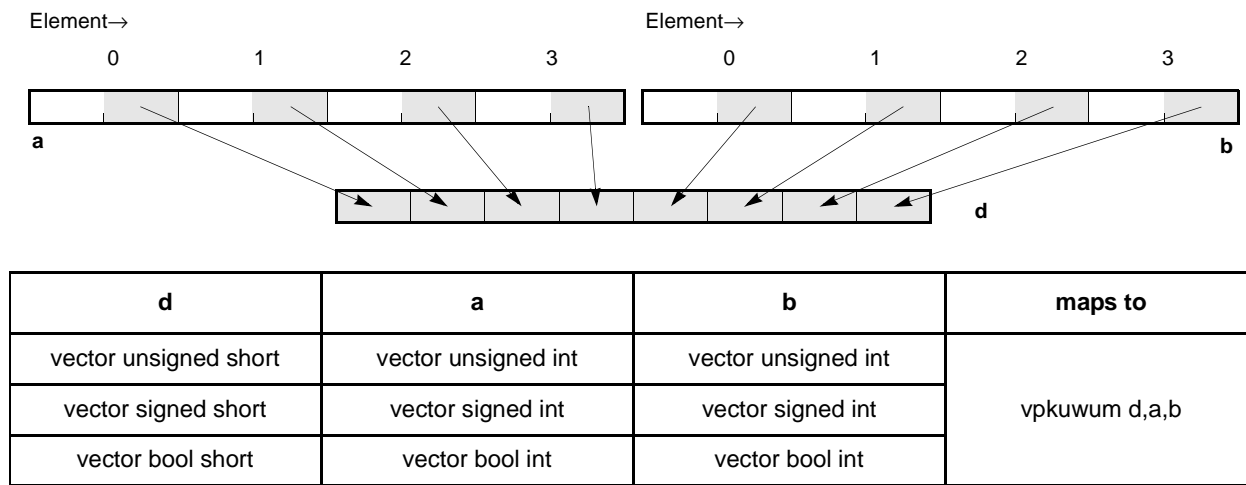 Element→ Element→
0 1 2 3 0 1 2 3
a b
d
d a b maps to
vector unsigned short vector unsigned int vector unsigned int
vector signed short vector signed int vector signed int vpkuwum d,a,b
vector bool short vector bool int vector bool int